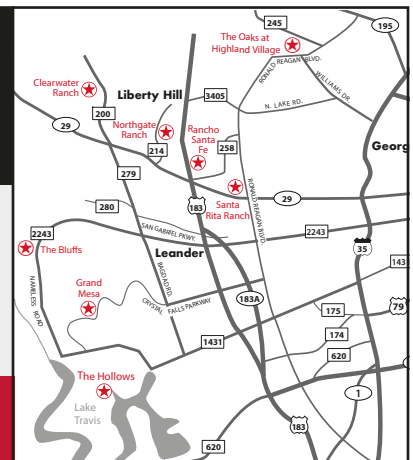 245
195
The Oaks at
Highland Village
RONALD REAGAN BLVD.
WILLIAMS DR
Clearwater
Ranch
Liberty Hill
3405
N. LAKE RD.
200
29
Northgate
Ranch
Rancho
Santa
Fe
258
Georg
214
279
RONALD REAGAN BLVD.
29
183
Santa
Rita Ranch
280
SAN GABRIEL PKWY.
2243
2243
The Bluffs
Leander
35
143
BAGDAD RD.
NAMELESS ROAD
Grand
Mesa
CRYSTAL FALLS PARKWAY
183A
175
79
174
1431
620
The Hollows
1
Lake
Travis
183
620